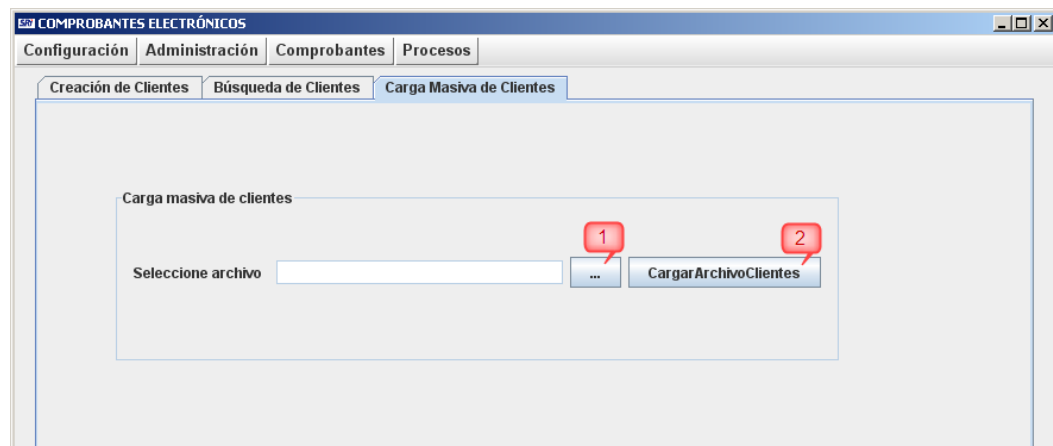 SRI COMPROBANTES ELECTRÓNICOS
Configuración Administración Comprobantes Procesos
Creación de Clientes Búsqueda de Clientes Carga Masiva de Clientes
Carga masiva de clientes
1 2
Seleccione archivo ... CargarArchivoClientes